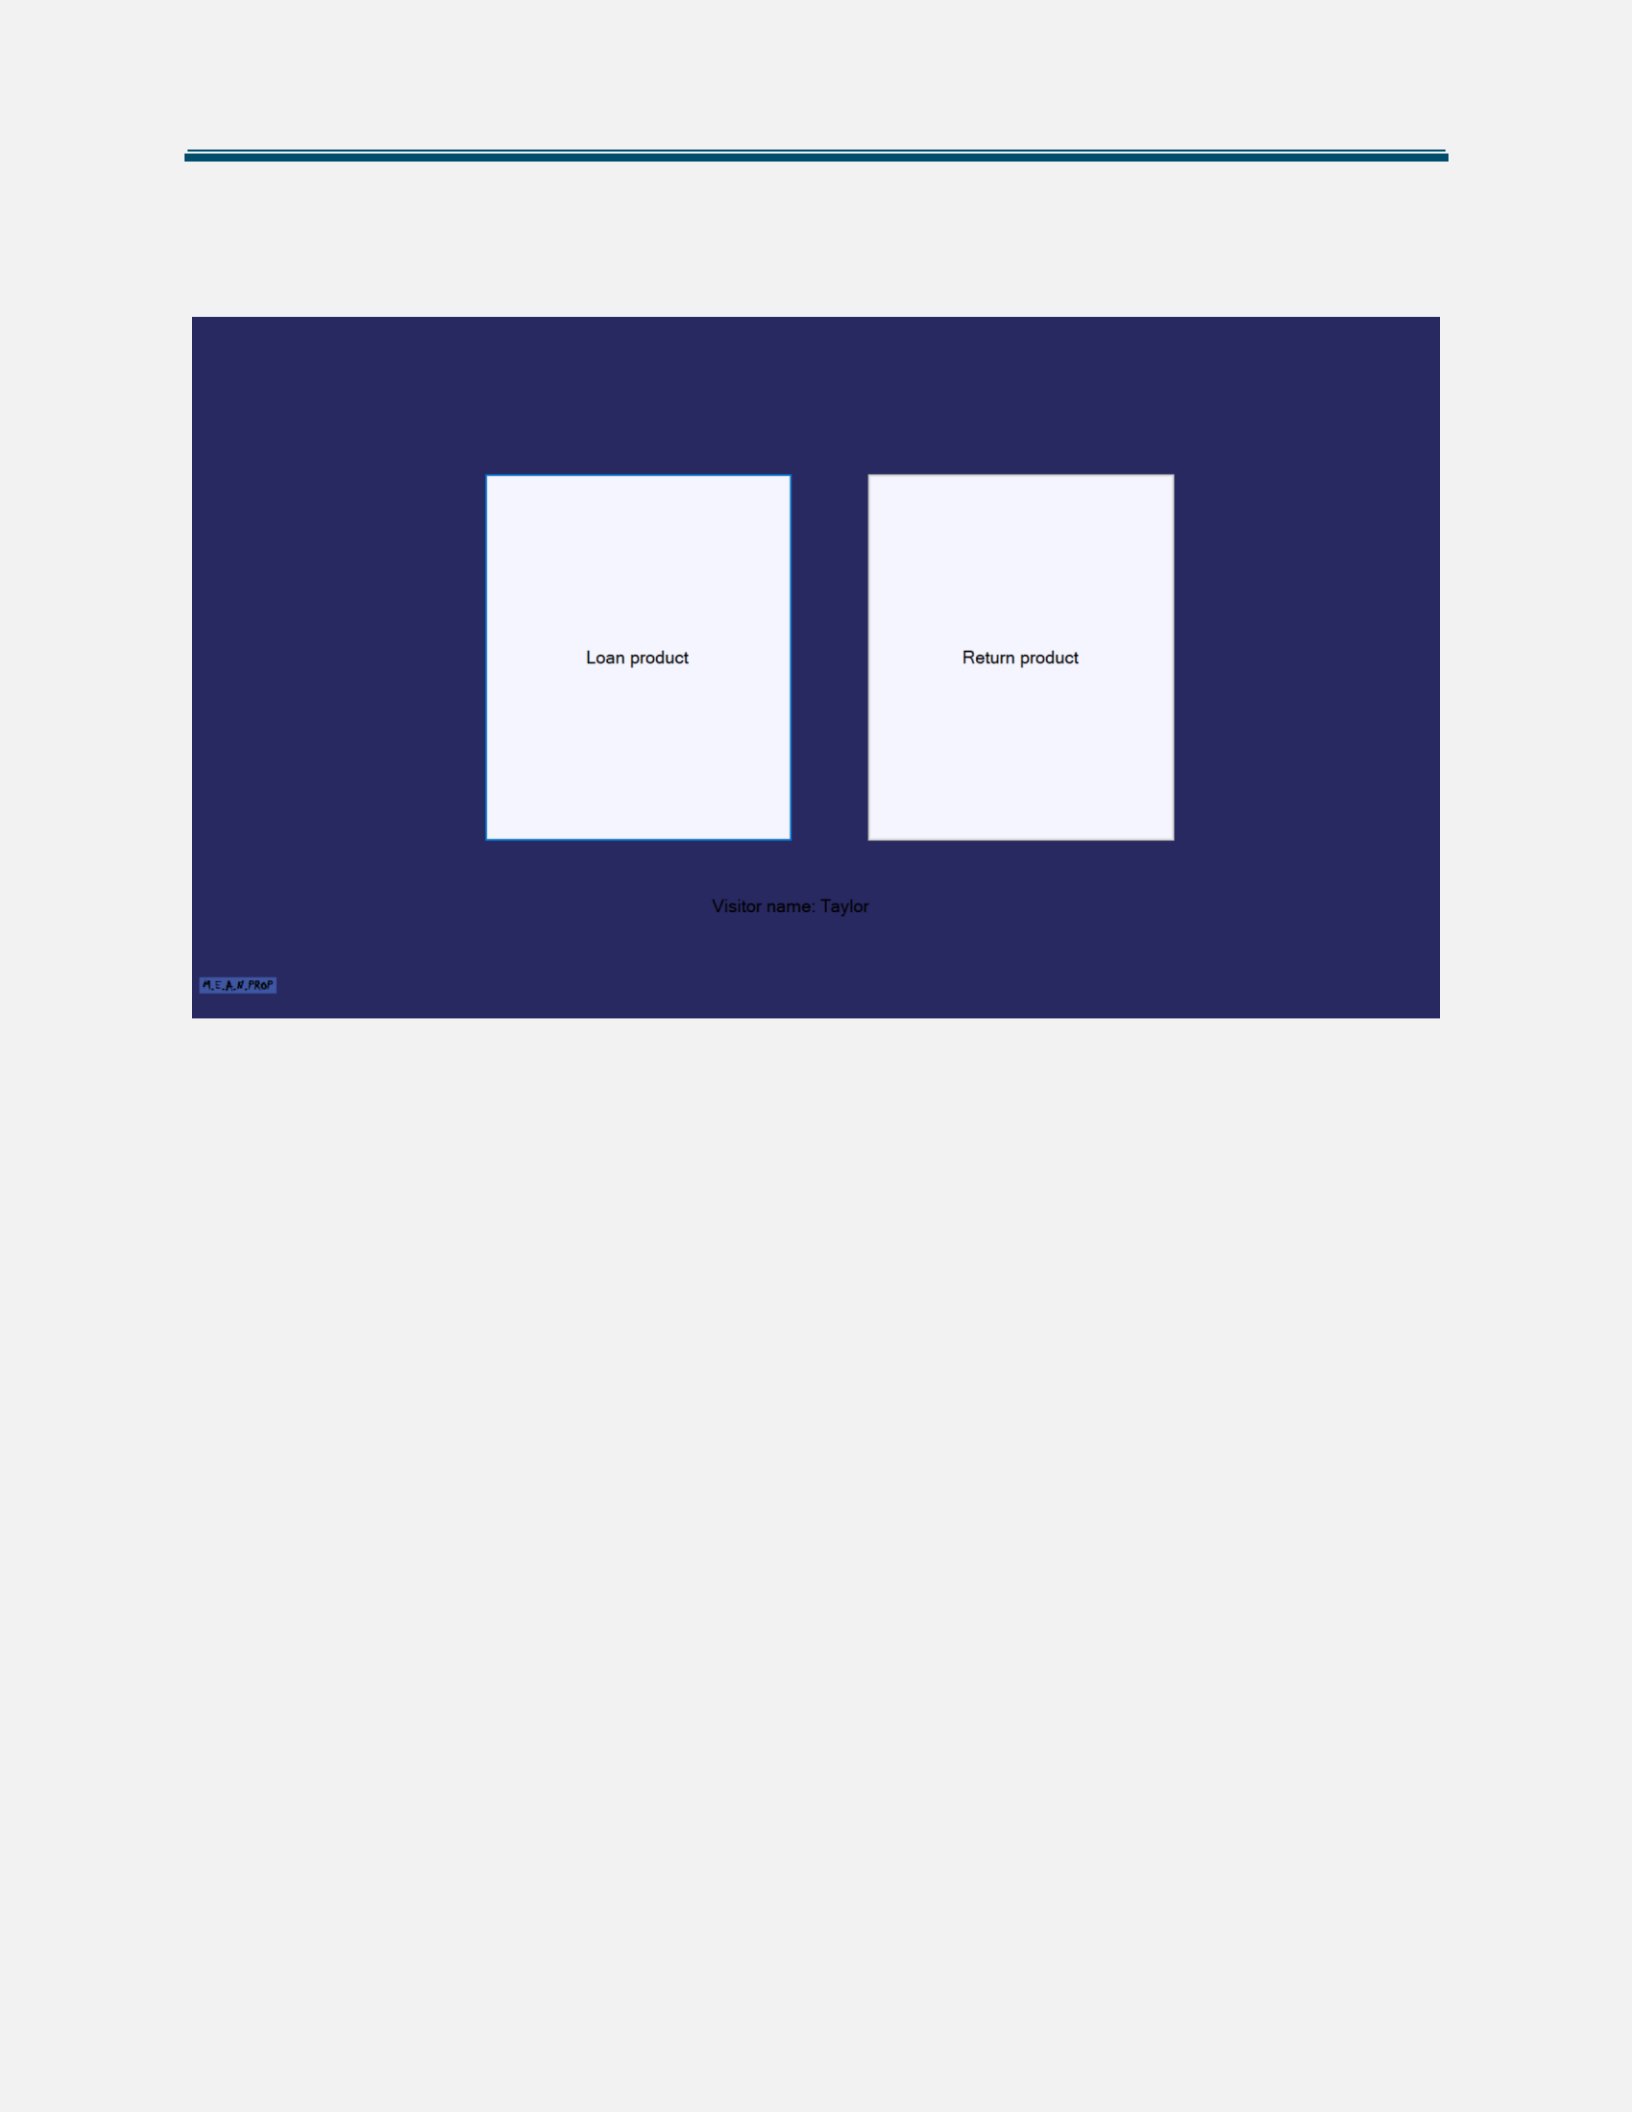 Loan product
Return product
Visitor name: Taylor
M.E.A.N.PROP